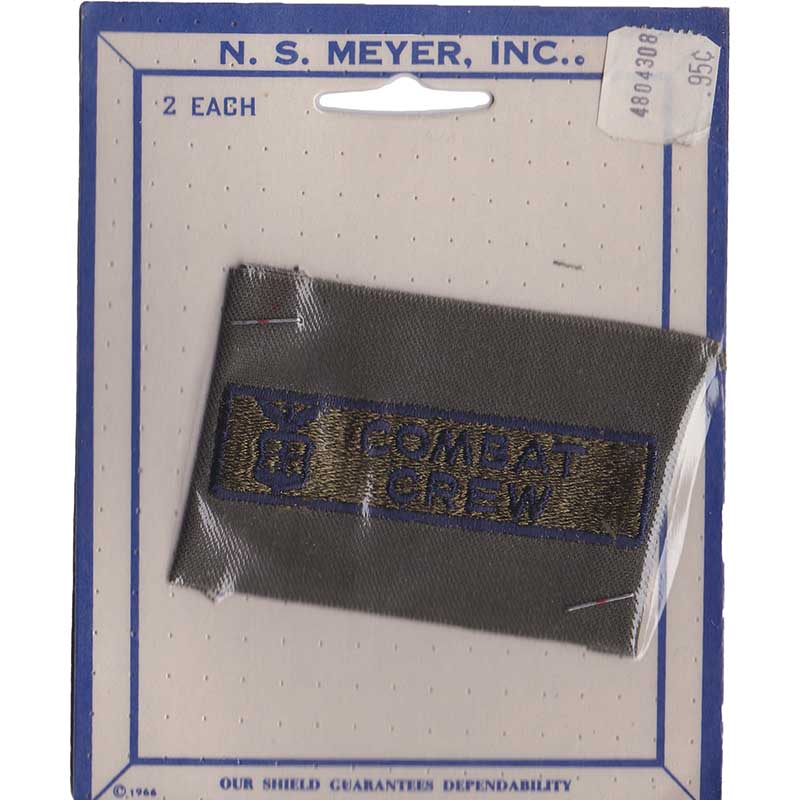 N. S. MEYER, INC..
2 EACH
4804308
.95¢
COMBAT
CREW
OUR SHIELD GUARANTEES DEPENDABILITY
© 1966